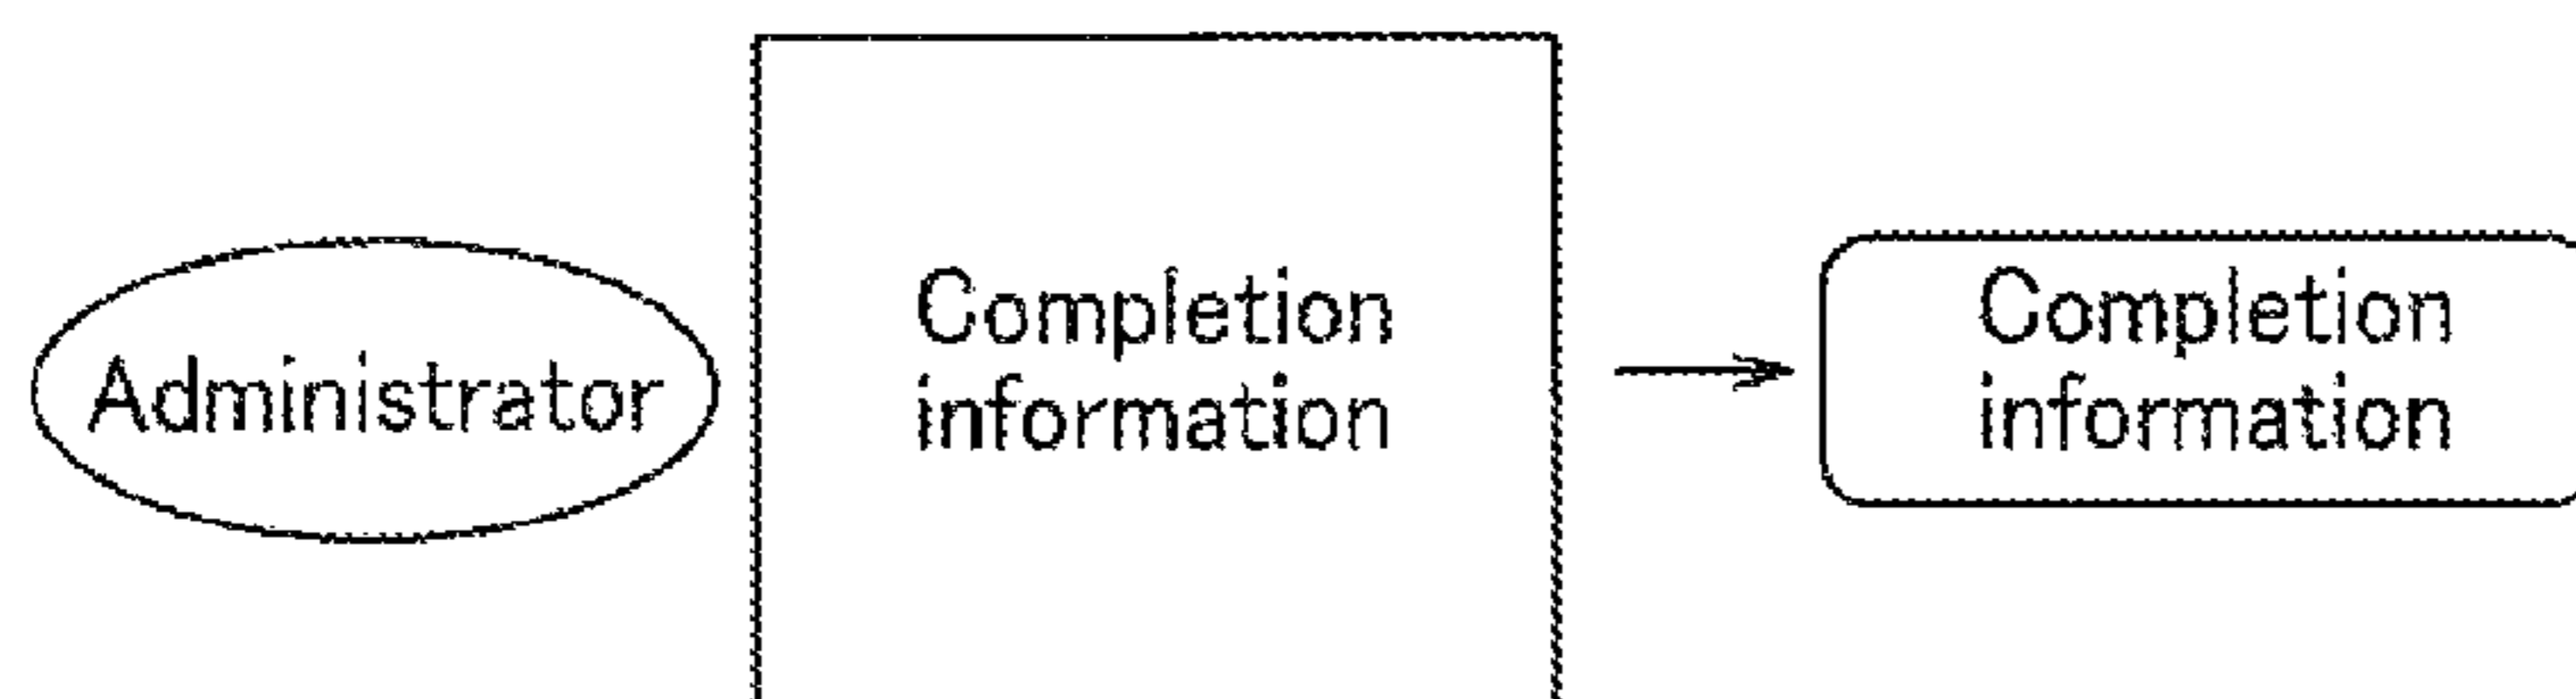 Administrator
Completion
information
Completion
information